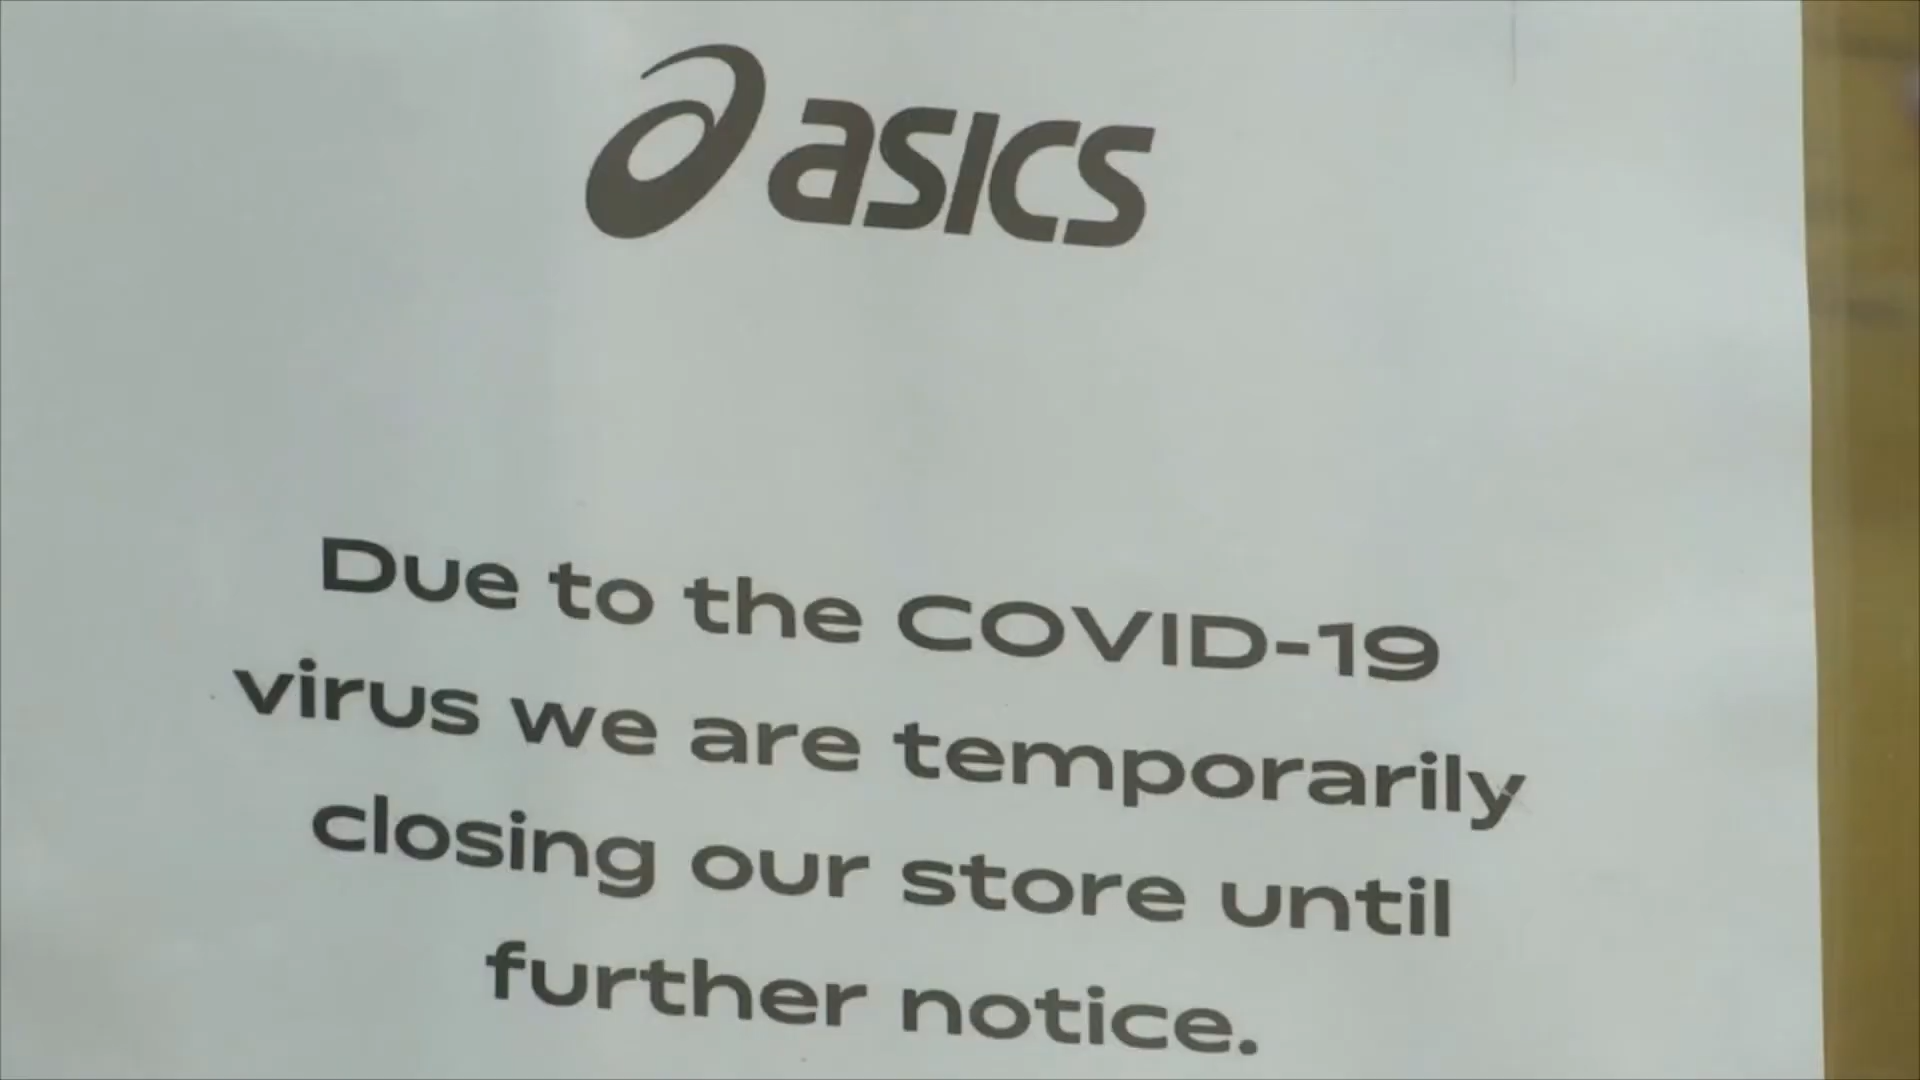 asics
Due to the COVID-19
virus we are temporarily
closing our store until
further notice.